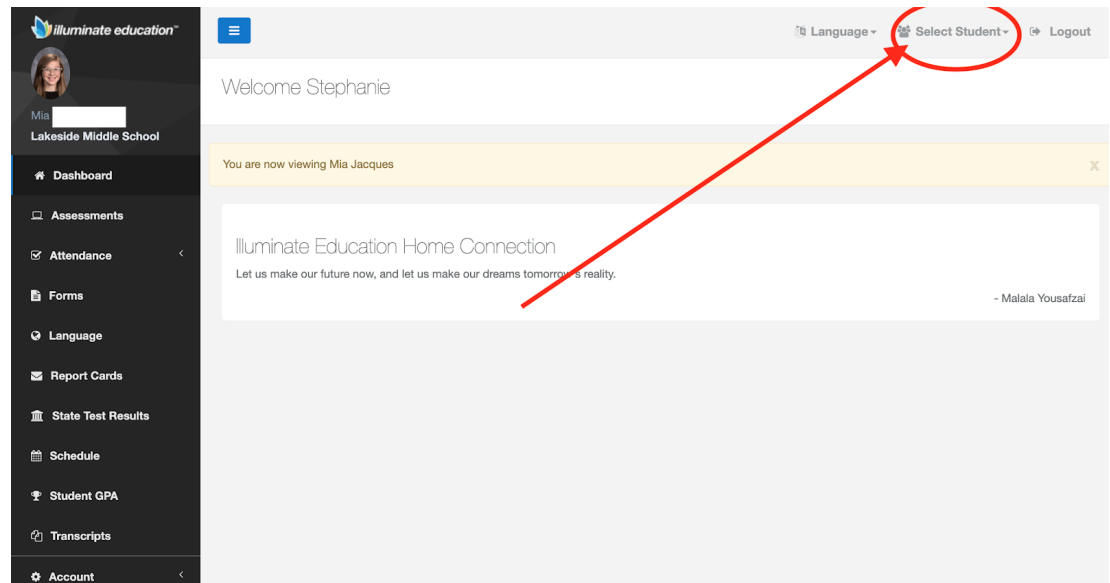 illuminate education™
Language
Select Student
Logout
Welcome Stephanie
Mia
Lakeside Middle School
You are now viewing Mia Jacques
X
Dashboard
Assessments
Attendance
Forms
Language
Report Cards
State Test Results
Schedule
Student GPA
Transcripts
Account
Illuminate Education Home Connection
Let us make our future now, and let us make our dreams tomorrow's reality.
- Malala Yousafzai